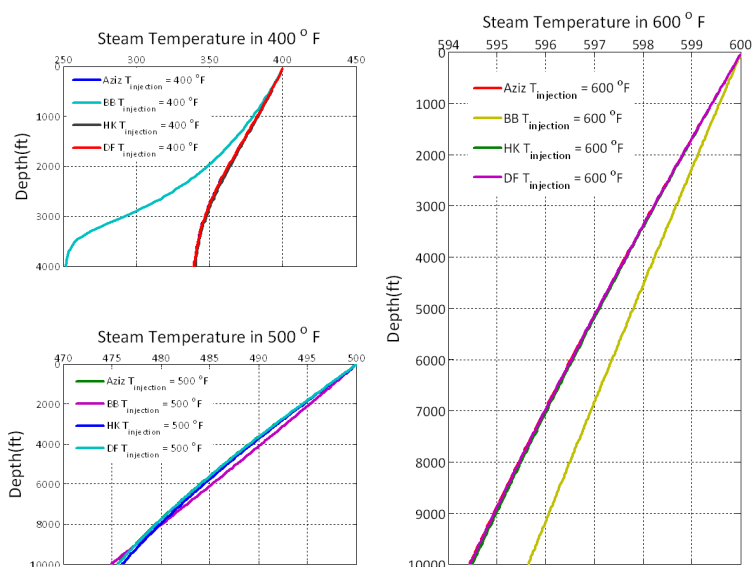 Steam Temperature in 400 ° F
250 300 350 400 450
0
1000
2000
3000
4000
Depth(ft)
Aziz T injection = 400 °F
BB T injection = 400 °F
HK T injection = 400 °F
DF T injection = 400 °F
Steam Temperature in 500 ° F
470 475 480 485 490 495 500
0
2000
4000
6000
8000
10000
Depth(ft)
Aziz T injection = 500 °F
BB T injection = 500 °F
HK T injection = 500 °F
DF T injection = 500 °F
Steam Temperature in 600 ° F
594 595 596 597 598 599 600
0
1000
2000
3000
4000
5000
6000
7000
8000
9000
10000
Depth(ft)
Aziz T injection = 600 °F
BB T injection = 600 °F
HK T injection = 600 °F
DF T injection = 600 °F